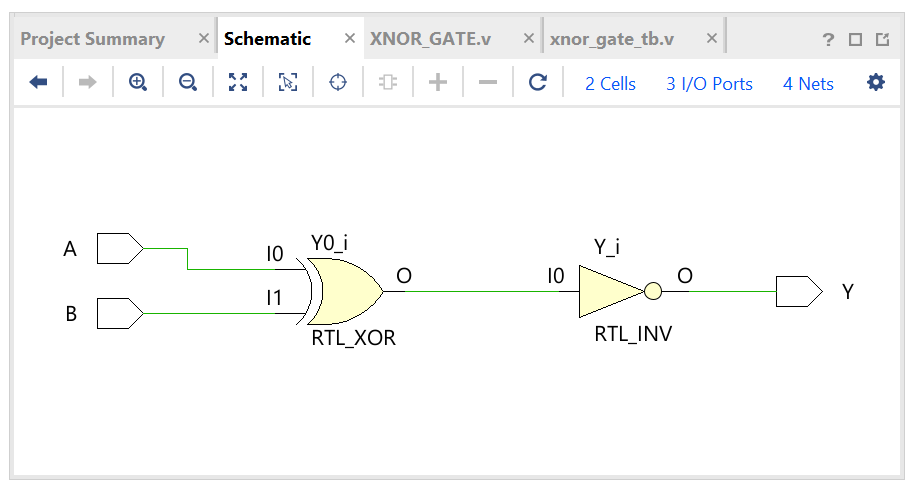 Project Summary × Schematic × XNOR_GATE.v × xnor_gate_tb.v × ?
2 Cells 3 I/O Ports 4 Nets
A I0 Y0_i O I0 Y_i O Y
B I1 RTL_XOR RTL_INV